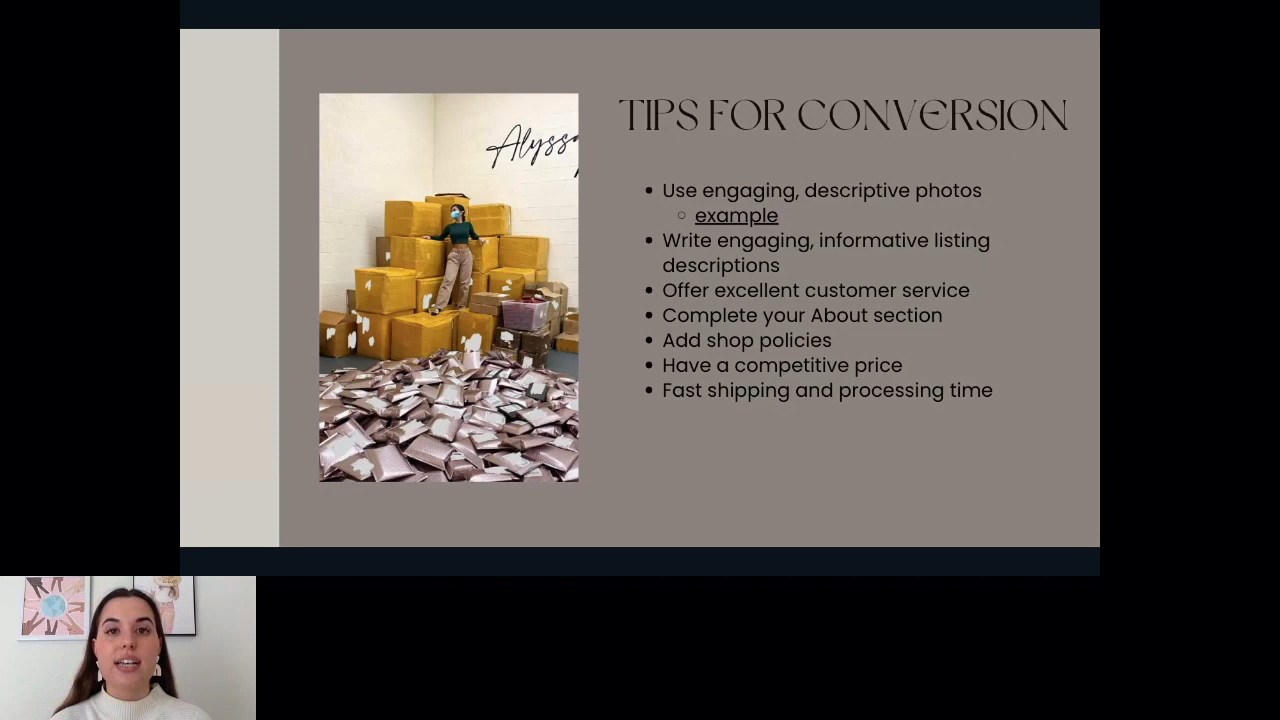 Alyssa
TIPS FOR CONVERSION
Use engaging, descriptive photos
example
Write engaging, informative listing
descriptions
Offer excellent customer service
Complete your About section
Add shop policies
Have a competitive price
Fast shipping and processing time